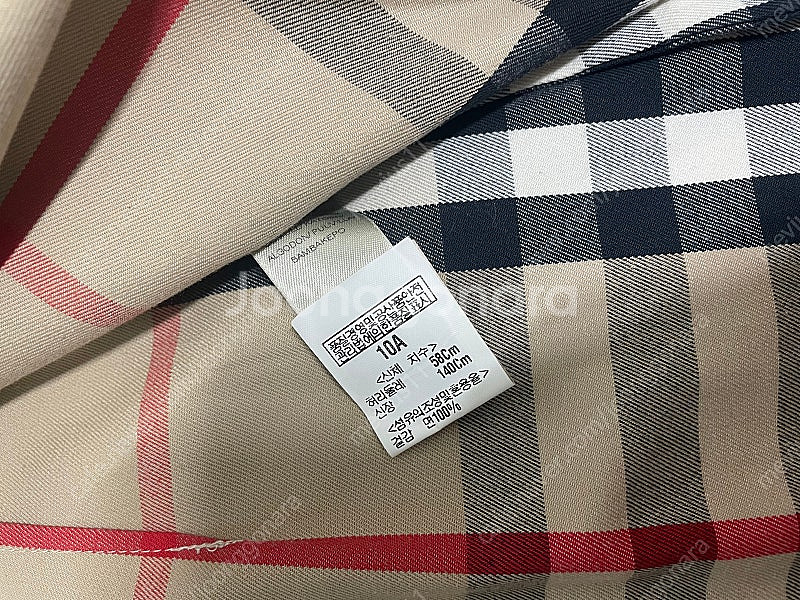 ALGODON/
BAMBAKEPO
품질경영및공산품안전
관리법에의한품질표시
10A
<신체 치수>
허리둘레 58Cm
신장 140Cm
<섬유의조성및혼용율>
겉감 면100%
Joonggonara